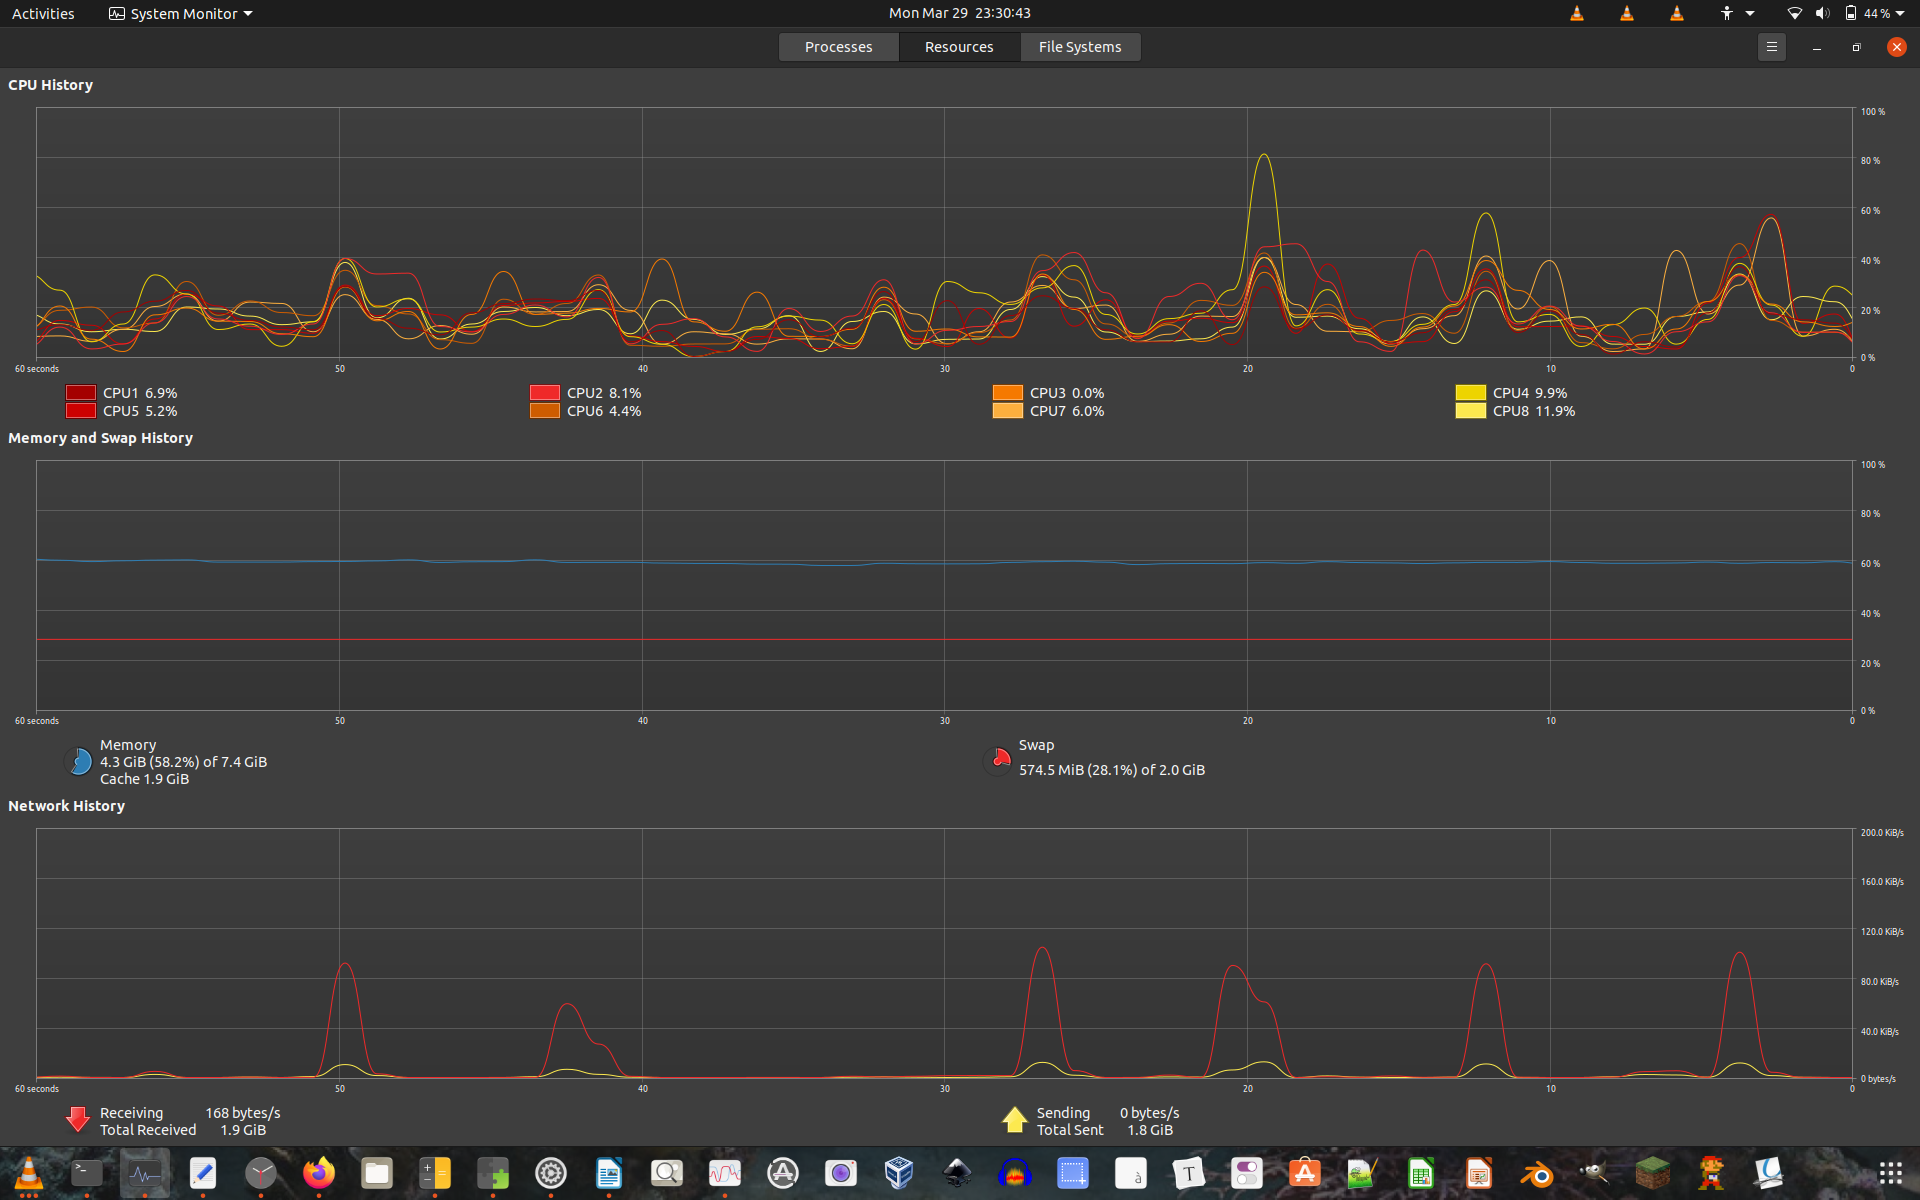 Activities System Monitor Mon Mar 29 23:30:43 44 %
Processes Resources File Systems
CPU History
100 %
80 %
60 %
40 %
20 %
0 %
60 seconds 50 40 30 20 10 0
CPU1 6.9% CPU2 8.1% CPU3 0.0% CPU4 9.9%
CPU5 5.2% CPU6 4.4% CPU7 6.0% CPU8 11.9%
Memory and Swap History
100 %
80 %
60 %
40 %
20 %
0 %
60 seconds 50 40 30 20 10 0
Memory
4.3 GiB (58.2%) of 7.4 GiB
Cache 1.9 GiB
Swap
574.5 MiB (28.1%) of 2.0 GiB
Network History
200.0 KiB/s
160.0 KiB/s
120.0 KiB/s
80.0 KiB/s
40.0 KiB/s
0 bytes/s
60 seconds 50 40 30 20 10 0
Receiving 168 bytes/s
Total Received 1.9 GiB
Sending 0 bytes/s
Total Sent 1.8 GiB